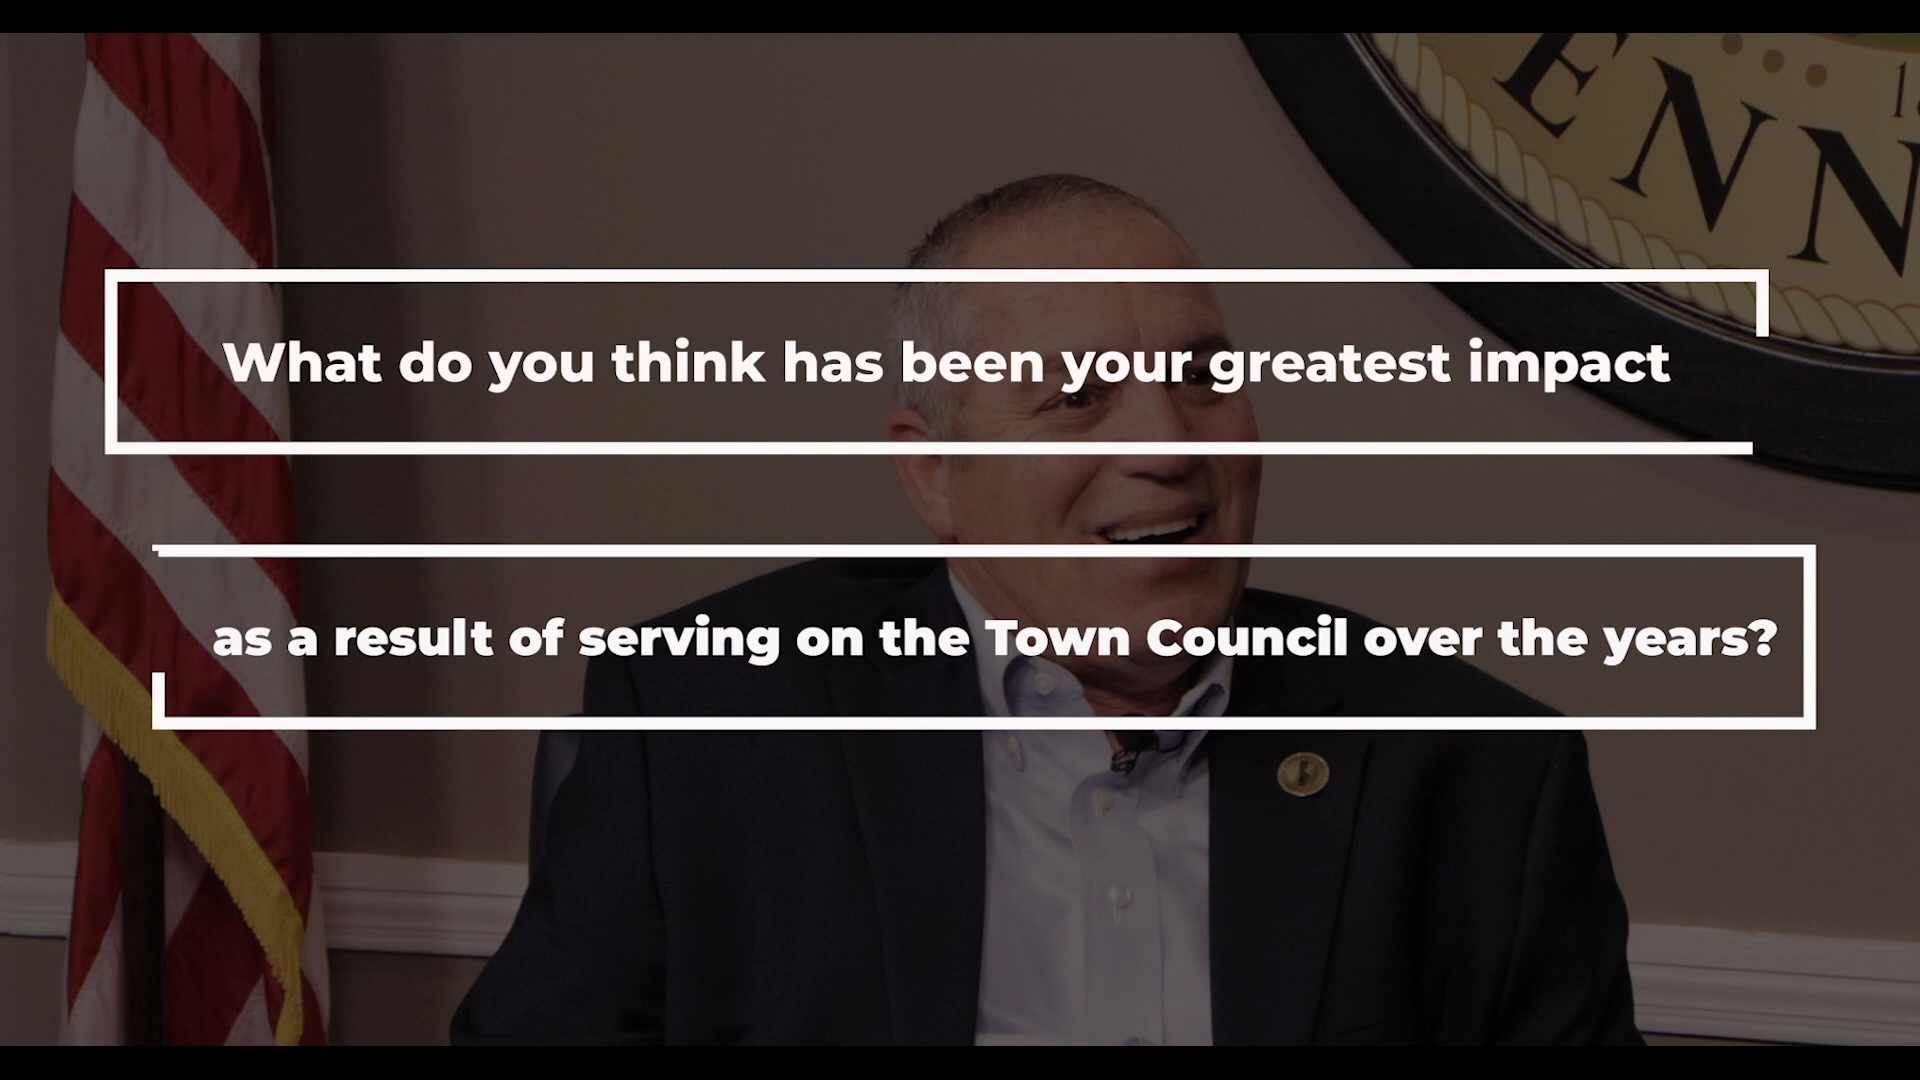 ENN
What do you think has been your greatest impact
as a result of serving on the Town Council over the years?